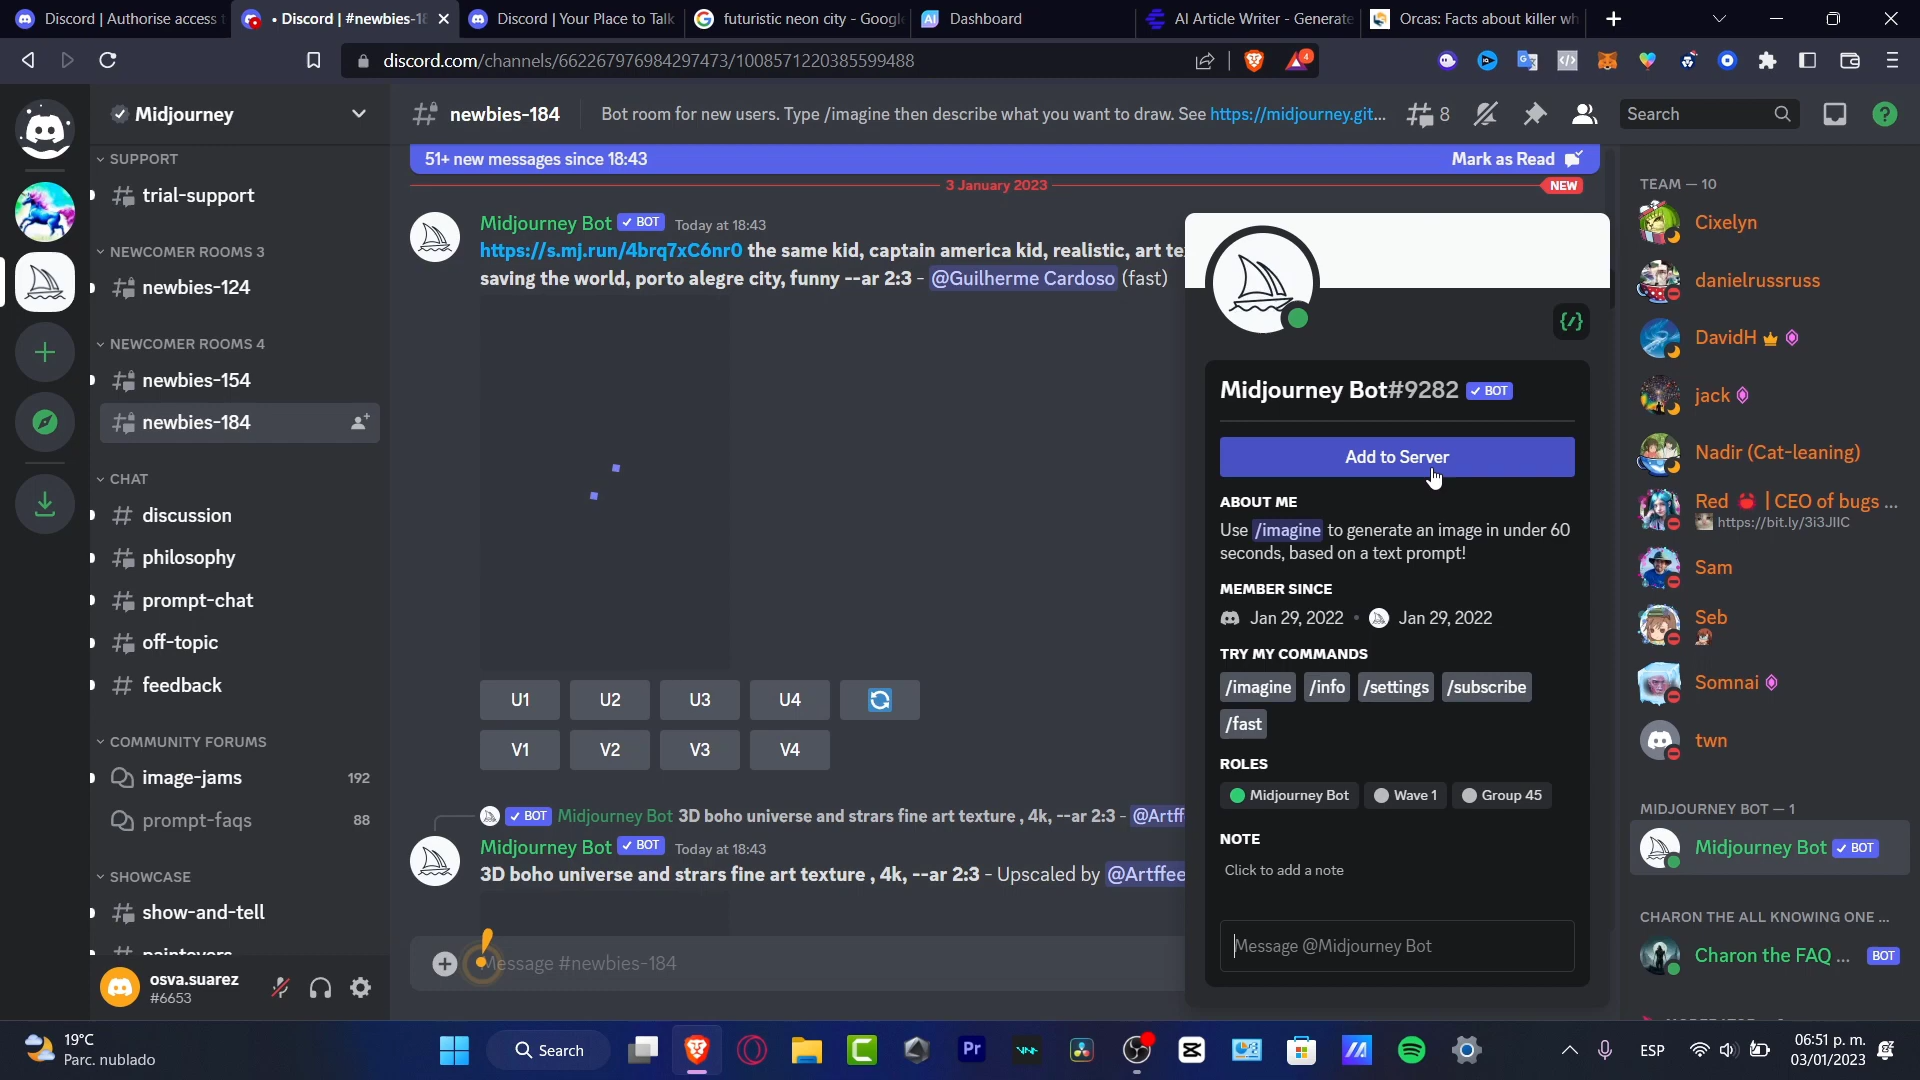 Discord | Authorise access
• Discord | #newbies-18
Discord | Your Place to Talk
futuristic neon city - Google
Dashboard
AI Article Writer - Generate
Orcas: Facts about killer wh
discord.com/channels/662267976984297473/1008571220385599488
4
Midjourney
newbies-184
Bot room for new users. Type /imagine then describe what you want to draw. See https://midjourney.git...
8
Search
SUPPORT
trial-support
NEWCOMER ROOMS 3
newbies-124
NEWCOMER ROOMS 4
newbies-154
newbies-184
CHAT
discussion
philosophy
prompt-chat
off-topic
feedback
COMMUNITY FORUMS
image-jams 192
prompt-faqs 88
SHOWCASE
show-and-tell
osva.suarez
#6653
51+ new messages since 18:43
Mark as Read
3 January 2023
NEW
Midjourney Bot BOT Today at 18:43
https://s.mj.run/4brq7xC6nr0 the same kid, captain america kid, realistic, art te
saving the world, porto alegre city, funny --ar 2:3 - @Guilherme Cardoso (fast)
U1 U2 U3 U4
V1 V2 V3 V4
BOT Midjourney Bot 3D boho universe and strars fine art texture , 4k, --ar 2:3 - @Artff
Midjourney Bot BOT Today at 18:43
3D boho universe and strars fine art texture , 4k, --ar 2:3 - Upscaled by @Artffee
Message #newbies-184
Midjourney Bot#9282 BOT
Add to Server
ABOUT ME
Use /imagine to generate an image in under 60
seconds, based on a text prompt!
MEMBER SINCE
Jan 29, 2022 • Jan 29, 2022
TRY MY COMMANDS
/imagine /info /settings /subscribe
/fast
ROLES
Midjourney Bot Wave 1 Group 45
NOTE
Click to add a note
Message @Midjourney Bot
TEAM — 10
Cixelyn
danielrussruss
DavidH
jack
Nadir (Cat-leaning)
Red | CEO of bugs ...
https://bit.ly/3i3JIIC
Sam
Seb
Somnai
twn
MIDJOURNEY BOT — 1
Midjourney Bot BOT
CHARON THE ALL KNOWING ONE ...
Charon the FAQ ... BOT
19°C
Parc. nublado
Search
Pr
ESP
06:51 p. m.
03/01/2023